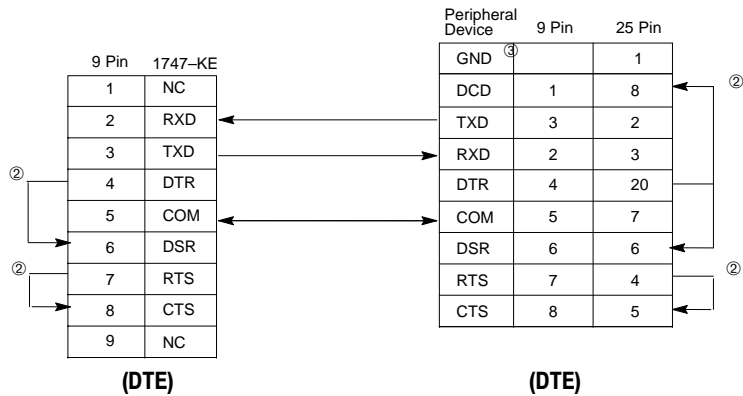 Peripheral
Device 9 Pin 25 Pin
GND ③ 1
DCD 1 8 ②
TXD 3 2
RXD 2 3
DTR 4 20
COM 5 7
DSR 6 6
RTS 7 4 ②
CTS 8 5
(DTE)
9 Pin 1747–KE
1 NC
2 RXD
3 TXD
② 4 DTR
5 COM
6 DSR
② 7 RTS
8 CTS
9 NC
(DTE)